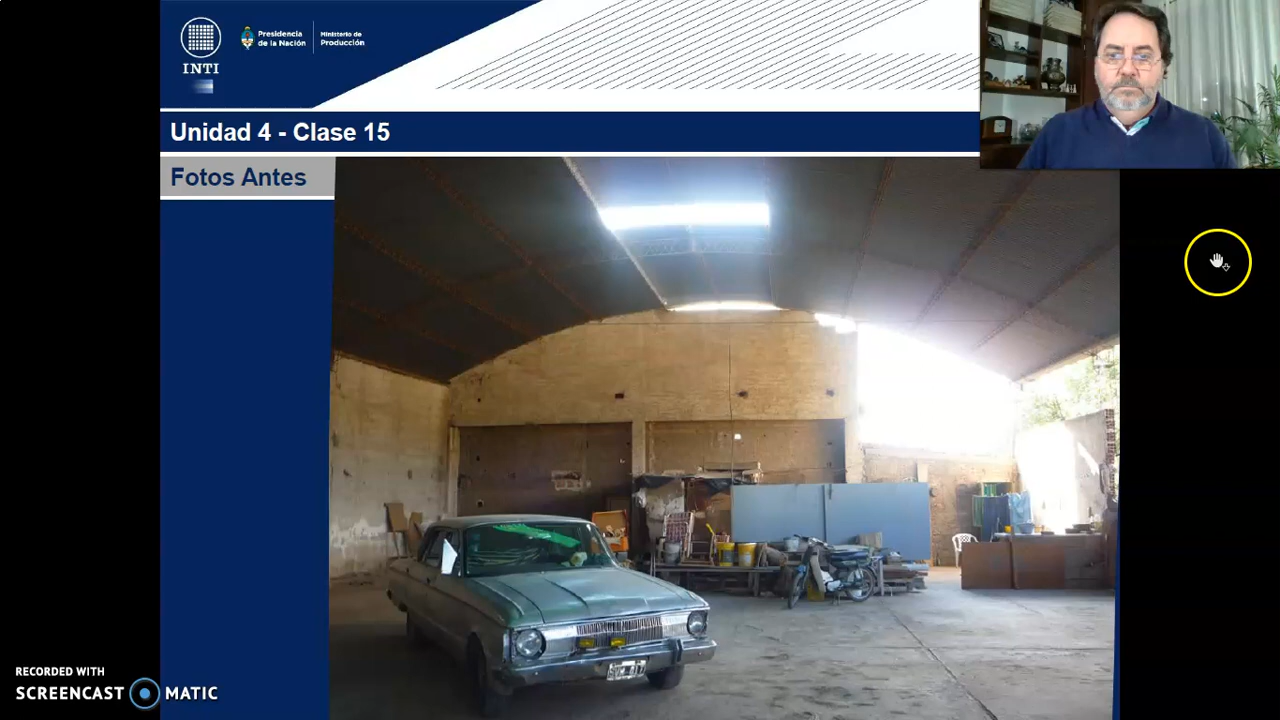 INTI
Presidencia
de la Nación
Ministerio de
Producción
Unidad 4 - Clase 15
Fotos Antes
RECORDED WITH
SCREENCAST MATIC